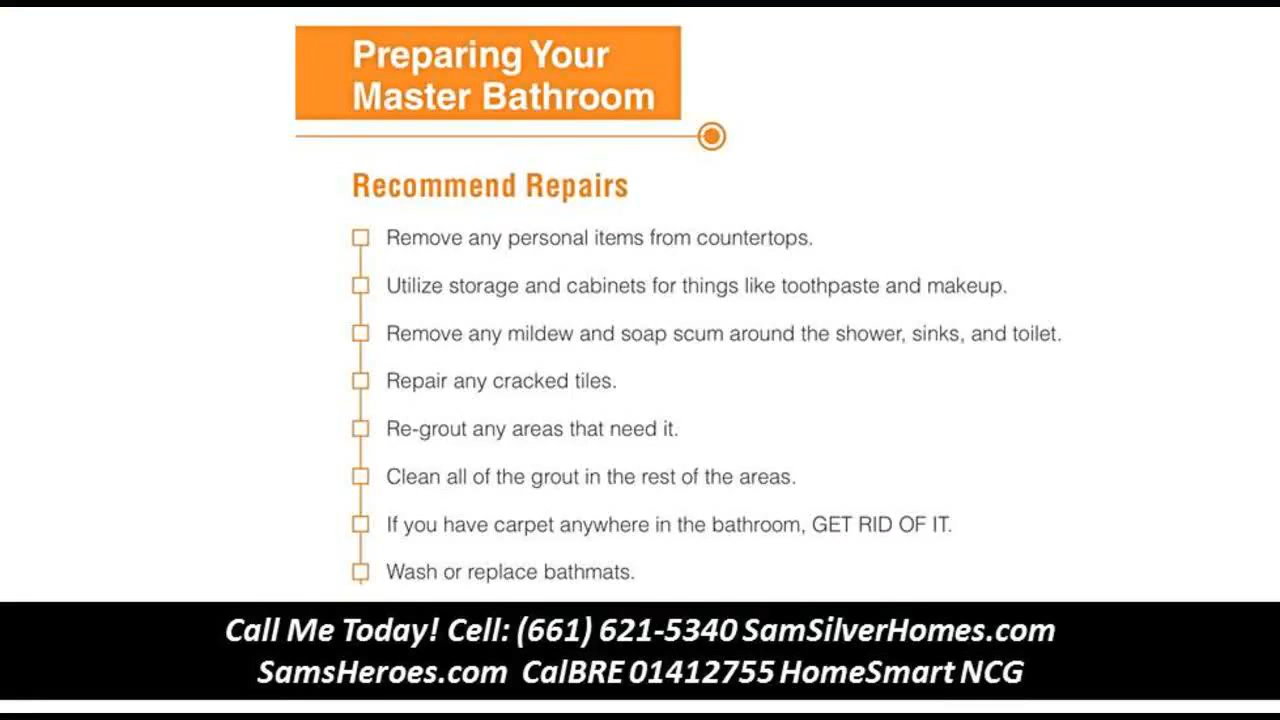 Preparing Your
Master Bathroom
Recommend Repairs
Remove any personal items from countertops.
Utilize storage and cabinets for things like toothpaste and makeup.
Remove any mildew and soap scum around the shower, sinks, and toilet.
Repair any cracked tiles.
Re-grout any areas that need it.
Clean all of the grout in the rest of the areas.
If you have carpet anywhere in the bathroom, GET RID OF IT.
Wash or replace bathmats.
Call Me Today! Cell: (661) 621-5340 SamSilverHomes.com
SamsHeroes.com CalBRE 01412755 HomeSmart NCG